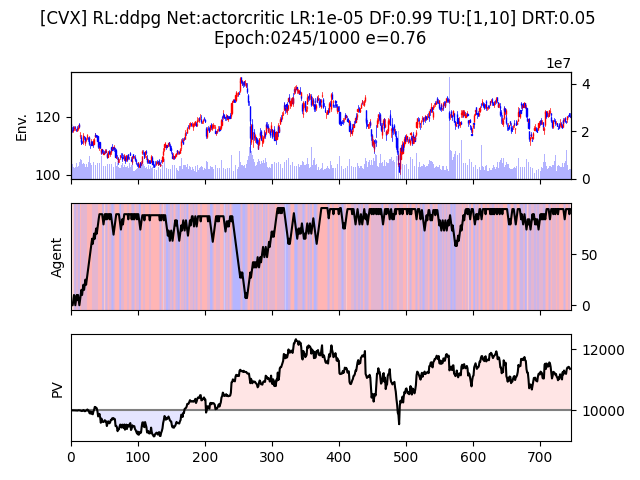 [CVX] RL:ddpg Net:actorcritic LR:1e-05 DF:0.99 TU:[1,10] DRT:0.05
Epoch:0245/1000 e=0.76
1e7
Env.
120
100
4
2
0
Agent
50
0
PV
12000
10000
0 100 200 300 400 500 600 700